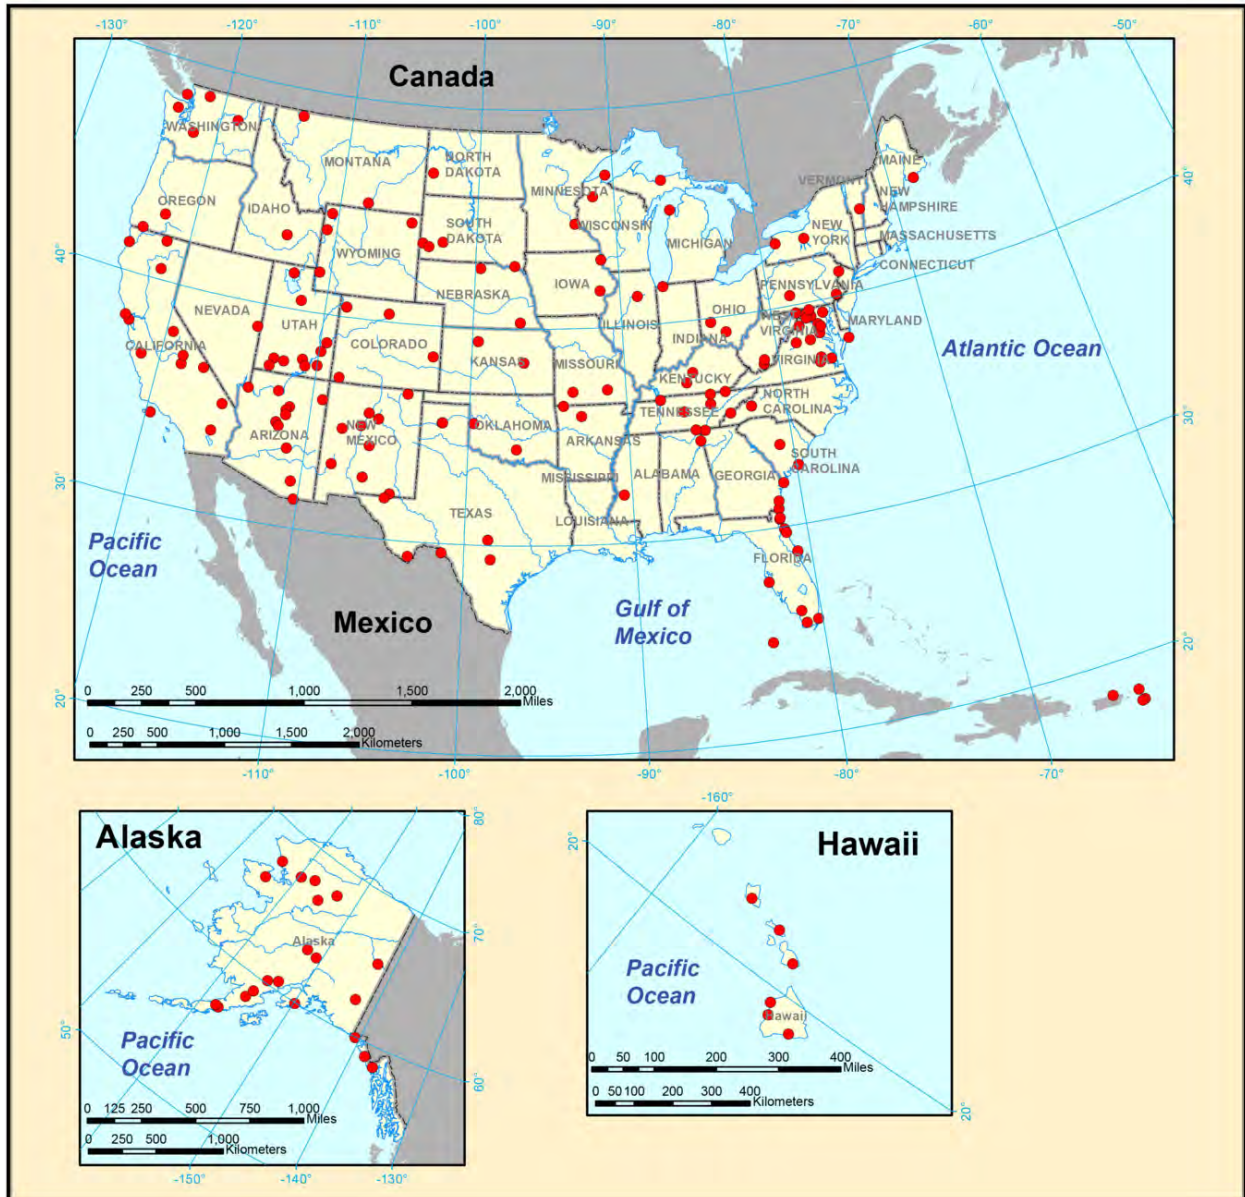 -130°
-120°
-110°
-100°
-90°
-80°
-70°
-60°
-50°
Canada
WASHINGTON
MONTANA
NORTH
DAKOTA
MINNESOTA
MAINE
VERMONT
NEW
HAMPSHIRE
OREGON
IDAHO
SOUTH
DAKOTA
WISCONSIN
MICHIGAN
NEW
YORK
MASSACHUSETTS
CONNECTICUT
WYOMING
40°
40°
IOWA
NEBRASKA
PENNSYLVANIA
NEVADA
UTAH
COLORADO
ILLINOIS
INDIANA
OHIO
WEST
VIRGINIA
MARYLAND
CALIFORNIA
KANSAS
MISSOURI
KENTUCKY
VIRGINIA
Atlantic Ocean
ARIZONA
NEW
MEXICO
OKLAHOMA
ARKANSAS
TENNESSEE
NORTH
CAROLINA
SOUTH
CAROLINA
30°
30°
MISSISSIPPI
ALABAMA
GEORGIA
TEXAS
LOUISIANA
FLORIDA
Pacific
Ocean
Mexico
Gulf of
Mexico
20°
20°
0 250 500 1,000 1,500 2,000
Miles
0 250 500 1,000 1,500 2,000
Kilometers
-110°
-100°
-90°
-80°
-70°
Alaska
80°
70°
Alaska
Pacific
Ocean
50°
60°
0 125 250 500 750 1,000
Miles
0 250 500 1,000
Kilometers
-150°
-140°
-130°
-160°
20°
Hawaii
Pacific
Ocean
Hawaii
0 50 100 200 300 400
Miles
0 50 100 200 300 400
Kilometers
20°